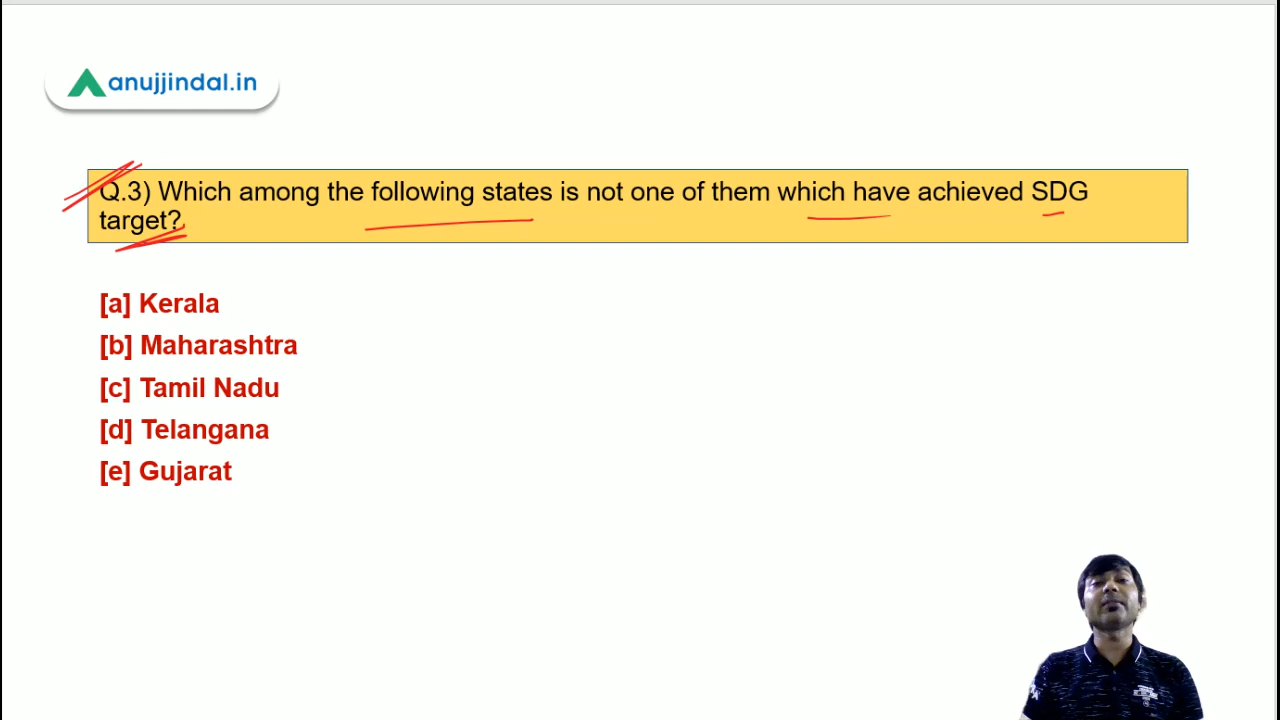 anujjindal.in
Q.3) Which among the following states is not one of them which have achieved SDG
target?
[a] Kerala
[b] Maharashtra
[c] Tamil Nadu
[d] Telangana
[e] Gujarat